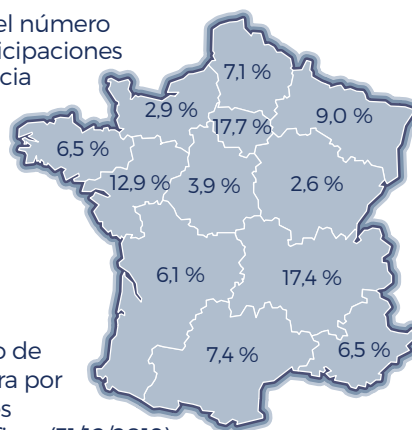 el número
icipaciones
cia
7,1 %
2,9 %
17,7 %
9,0 %
6,5 %
12,9 %
3,9 %
2,6 %
6,1 %
17,4 %
7,4 %
6,5 %
o de
ra por
es